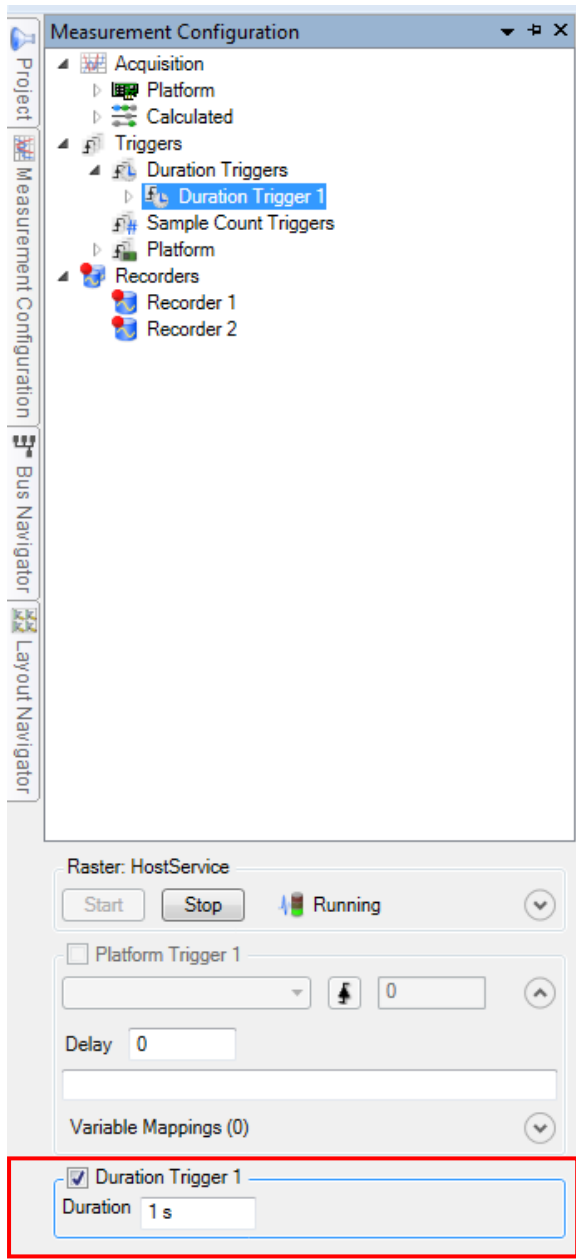 Measurement Configuration
Acquisition
Platform
Calculated
Triggers
Duration Triggers
Duration Trigger 1
Sample Count Triggers
Platform
Recorders
Recorder 1
Recorder 2
Project
Measurement Configuration
Bus Navigator
Layout Navigator
Raster: HostService
Start Stop Running
Platform Trigger 1
0
Delay 0
Variable Mappings (0)
Duration Trigger 1
Duration 1 s